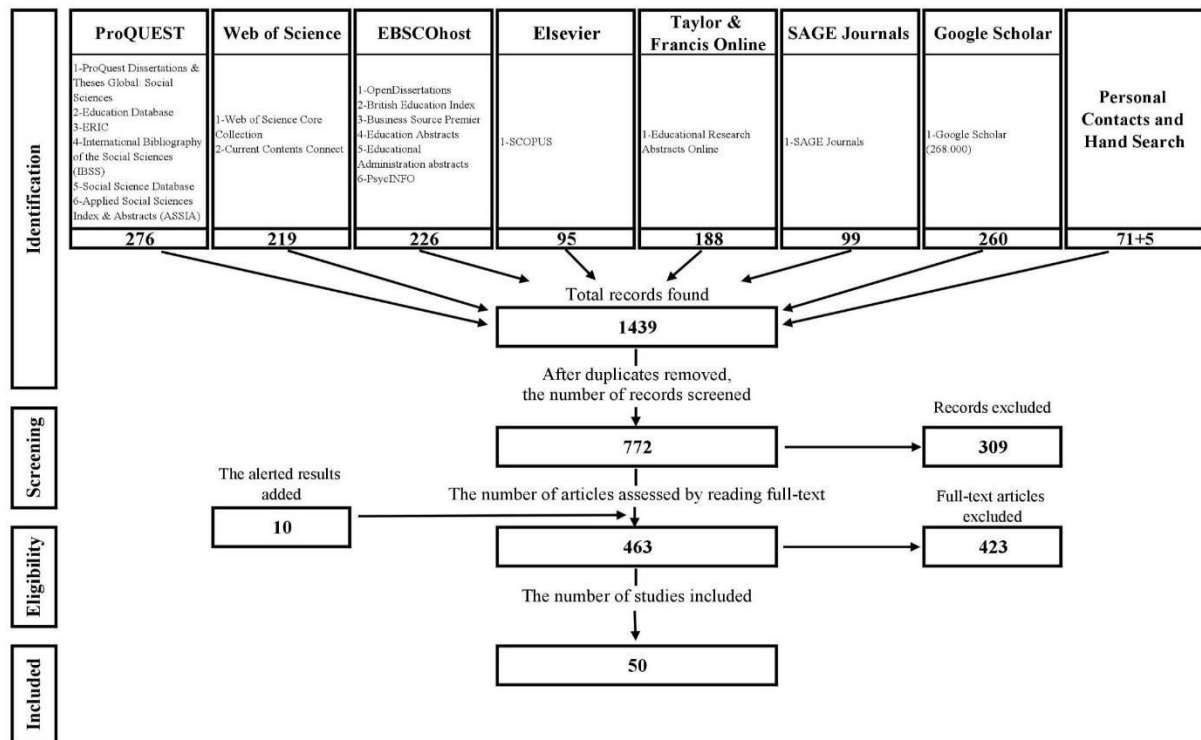 Identification
ProQUEST
1-ProQuest Dissertations &
Theses Global: Social
Sciences
2-Education Database
3-ERIC
4-International Bibliography
of the Social Sciences
(IBSS)
5-Social Science Database
6-Applied Social Sciences
Index & Abstracts (ASSIA)
276
Web of Science
1-Web of Science Core
Collection
2-Current Contents Connect
219
EBSCOhost
1-OpenDissertations
2-British Education Index
3-Business Source Premier
4-Education Abstracts
5-Educational
Administration abstracts
6-PsycINFO
226
Elsevier
1-SCOPUS
95
Taylor &
Francis Online
1-Educational Research
Abstracts Online
188
SAGE Journals
1-SAGE Journals
99
Google Scholar
1-Google Scholar
(268.000)
260
Personal
Contacts and
Hand Search
71+5
Total records found
1439
After duplicates removed,
the number of records screened
Screening
772
Records excluded
309
The alerted results
added
10
The number of articles assessed by reading full-text
Full-text articles
excluded
Eligibility
463
423
The number of studies included
Included
50